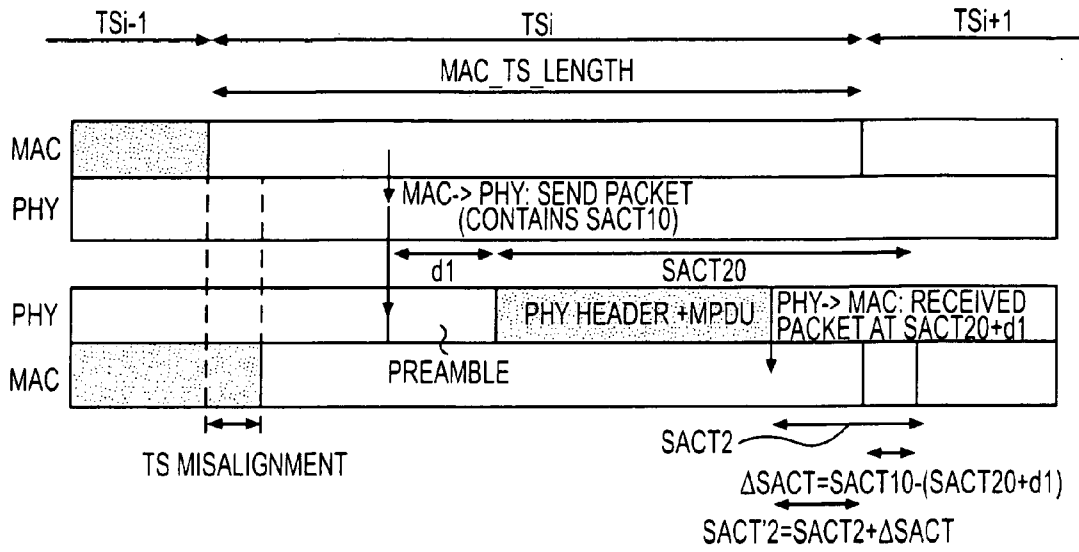 TSi-1
TSi
TSi+1
MAC_TS_LENGTH
MAC
PHY
MAC-> PHY: SEND PACKET
(CONTAINS SACT10)
d1
SACT20
PHY
PHY HEADER +MPDU
PHY-> MAC: RECEIVED
PACKET AT SACT20+d1
MAC
PREAMBLE
TS MISALIGNMENT
SACT2
ΔSACT=SACT10-(SACT20+d1)
SACT'2=SACT2+ΔSACT